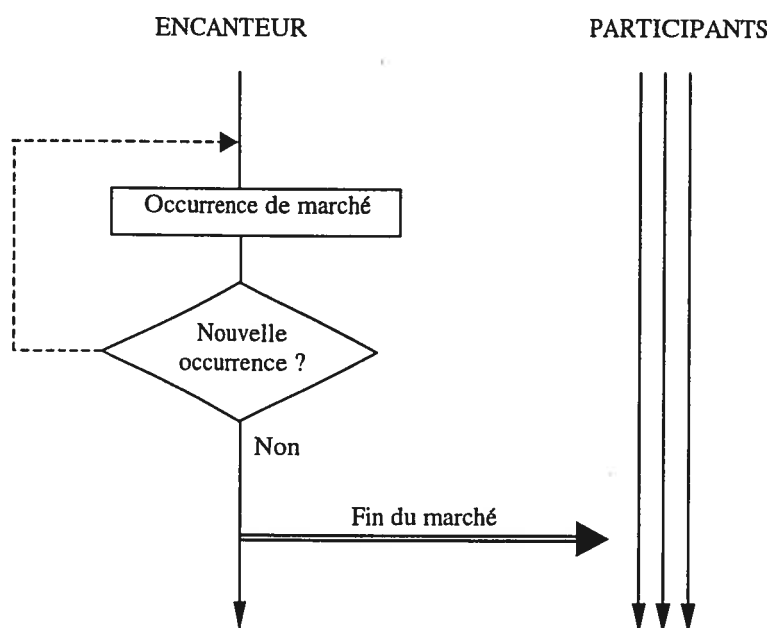 ENCANTEUR
PARTICIPANTS
Occurrence de marché
Nouvelle
occurrence ?
Non
Fin du marché